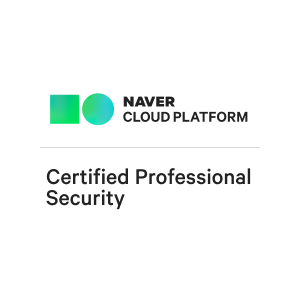 NAVER
CLOUD PLATFORM
Certified Professional
Security